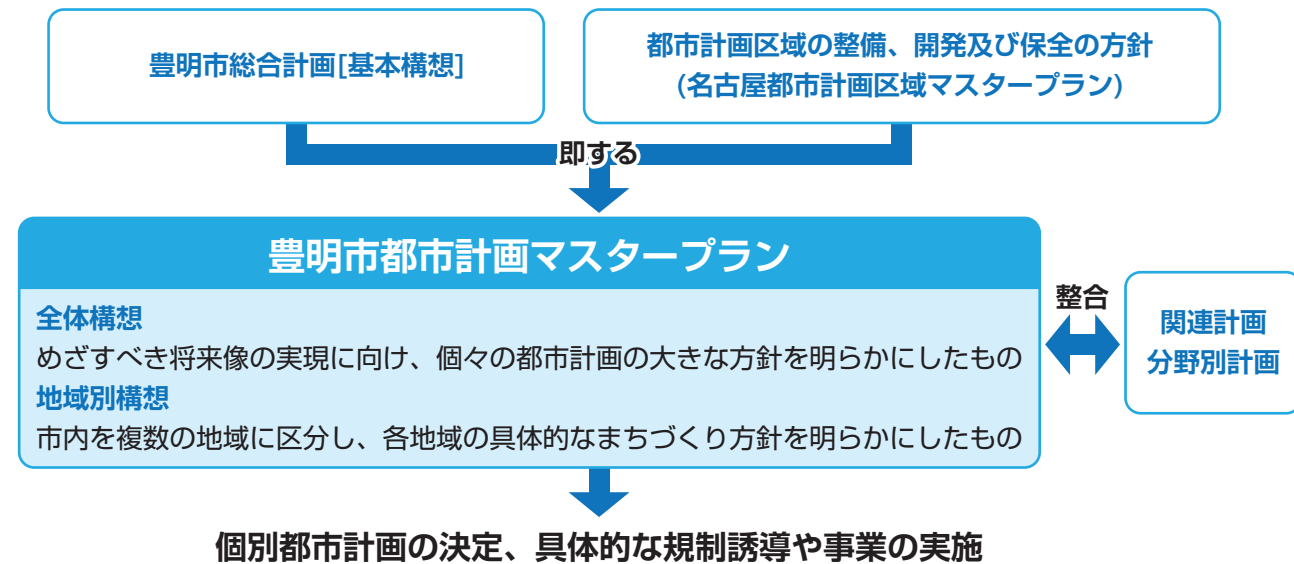 豊明市総合計画[基本構想]
都市計画区域の整備、開発及び保全の方針
(名古屋都市計画区域マスタープラン)
即する
豊明市都市計画マスタープラン
全体構想
めざすべき将来像の実現に向け、個々の都市計画の大きな方針を明らかにしたもの
地域別構想
市内を複数の地域に区分し、各地域の具体的なまちづくり方針を明らかにしたもの
整合
関連計画
分野別計画
個別都市計画の決定、具体的な規制誘導や事業の実施